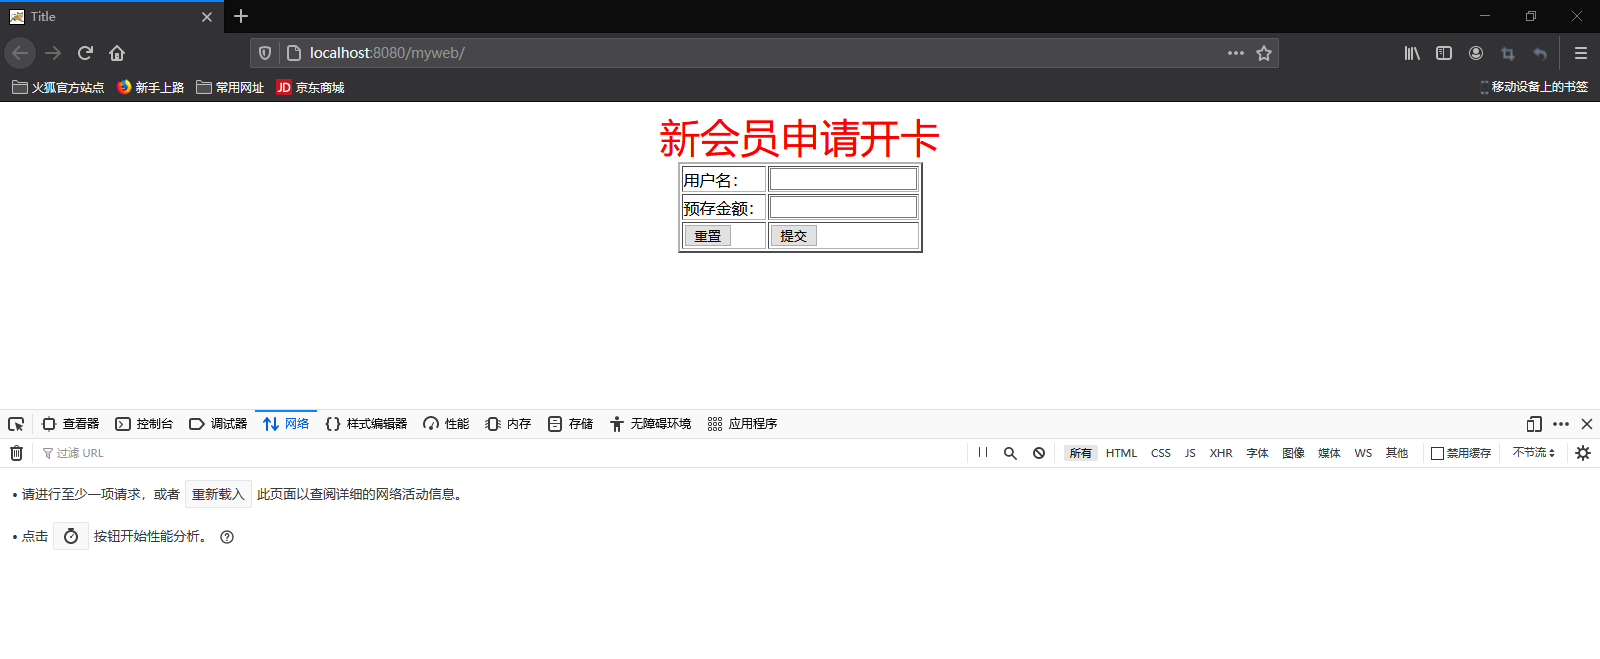 Title
localhost:8080/myweb/
火狐官方站点 新手上路 常用网址 JD 京东商城 移动设备上的书签
新会员申请开卡
用户名：
预存金额：
重置 提交
查看器 控制台 调试器 网络 样式编辑器 性能 内存 存储 无障碍环境 应用程序
过滤 URL 所有 HTML CSS JS XHR 字体 图像 媒体 WS 其他 禁用缓存 不节流
• 请进行至少一项请求，或者 重新载入 此页面以查阅详细的网络活动信息。
• 点击 按钮开始性能分析。